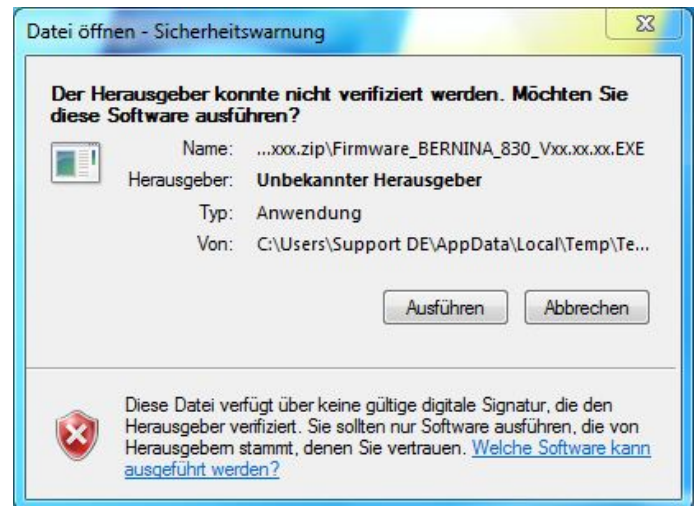 Datei öffnen - Sicherheitswarnung
Der Herausgeber konnte nicht verifiziert werden. Möchten Sie
diese Software ausführen?
Name: ...xxx.zip\Firmware_BERNINA_830_Vxx.xx.xx.EXE
Herausgeber: Unbekannter Herausgeber
Typ: Anwendung
Von: C:\Users\Support DE\AppData\Local\Temp\Te...
Ausführen Abbrechen
Diese Datei verfügt über keine gültige digitale Signatur, die den
Herausgeber verifiziert. Sie sollten nur Software ausführen, die von
Herausgebern stammt, denen Sie vertrauen. Welche Software kann
ausgeführt werden?